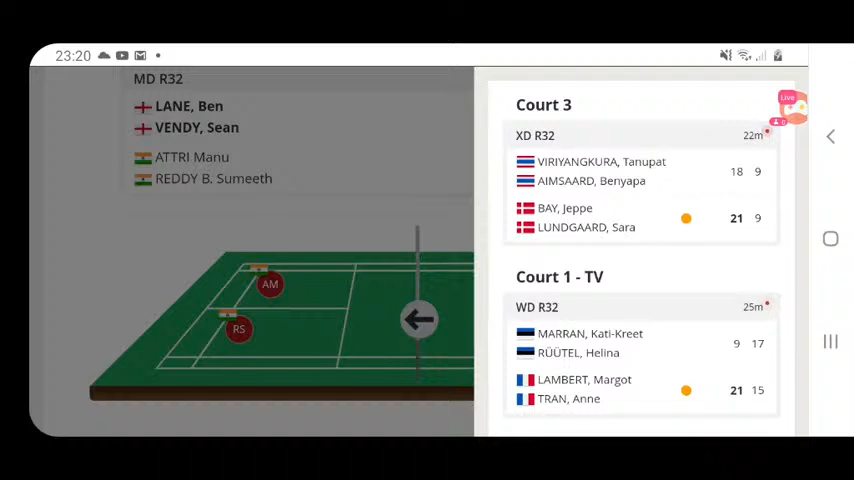 23:20
MD R32
LANE, Ben
VENDY, Sean
ATTRI Manu
REDDY B. Sumeeth
AM
RS
Live
0
Court 3
XD R32 22m
VIRIYANGKURA, Tanupat 18 9
AIMSAARD, Benyapa
BAY, Jeppe 21 9
LUNDGAARD, Sara
Court 1 - TV
WD R32 25m
MARRAN, Kati-Kreet 9 17
RÜÜTEL, Helina
LAMBERT, Margot 21 15
TRAN, Anne